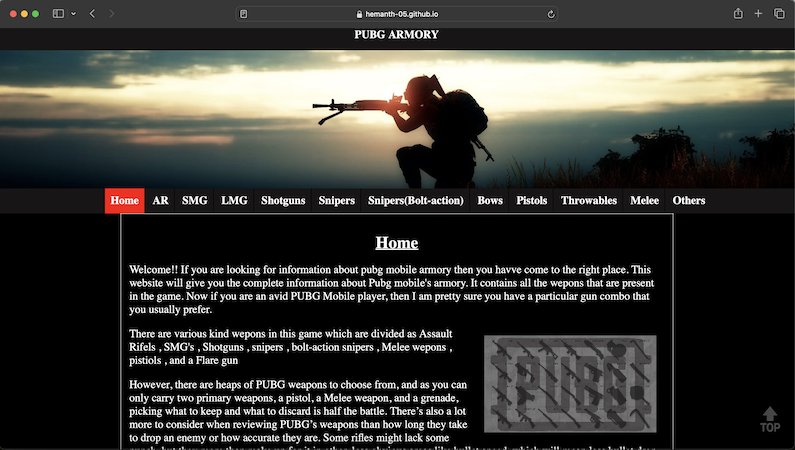 hemanth-05.github.io
PUBG ARMORY
Home AR SMG LMG Shotguns Snipers Snipers(Bolt-action) Bows Pistols Throwables Melee Others
Home
Welcome!! If you are looking for information about pubg mobile armory then you havve come to the right place. This
website will give you the complete information about Pubg mobile's armory. It contains all the wepons that are present
in the game. Now if you are an avid PUBG Mobile player, then I am pretty sure you have a particular gun combo that
you usually prefer.
There are various kind wepons in this game which are divided as Assault
Rifels , SMG's , Shotguns , snipers , bolt-action snipers , Melee wepons ,
pistiols , and a Flare gun
PUBG
However, there are heaps of PUBG weapons to choose from, and as you can
only carry two primary weapons, a pistol, a Melee weapon, and a grenade,
picking what to keep and what to discard is half the battle. There’s also a lot
more to consider when reviewing PUBG’s weapons than how long they take
to drop an enemy or how accurate they are. Some rifles might lack some
TOP